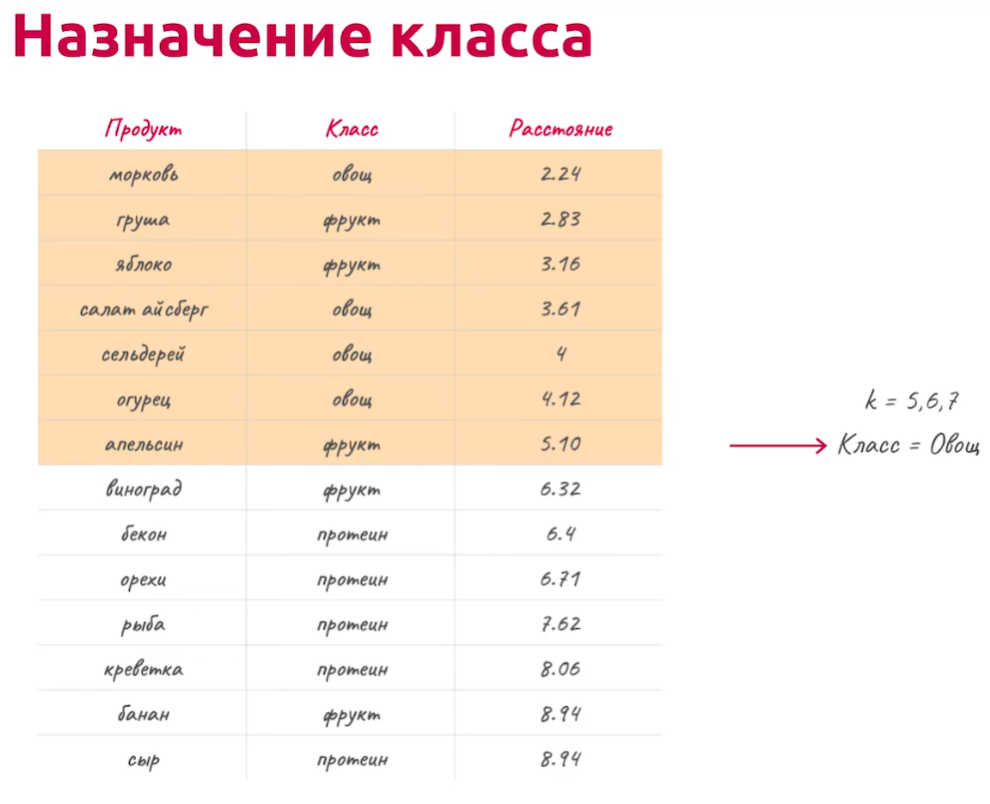 Назначение класса
Продукт Класс Расстояние
морковь овощ 2.24
груша фрукт 2.83
яблоко фрукт 3.16
салат айсберг овощ 3.61
сельдерей овощ 4
огурец овощ 4.12
апельсин фрукт 5.10
виноград фрукт 6.32
бекон протеин 6.4
орехи протеин 6.71
рыба протеин 7.62
креветка протеин 8.06
банан фрукт 8.94
сыр протеин 8.94
k = 5,6,7
Класс = Овощ